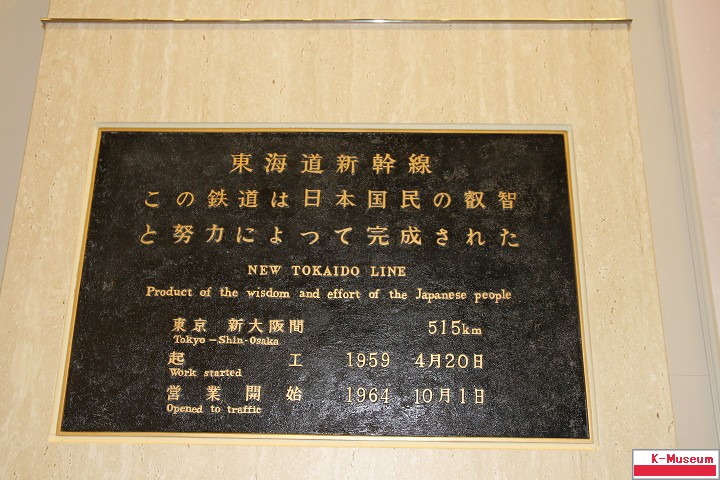 東海道新幹線
この鉄道は日本国民の叡智
と努力によって完成された
NEW TOKAIDO LINE
Product of the wisdom and effort of the Japanese people
東京 新大阪間 515km
Tokyo-Shin-Osaka
起工 1959 4月20日
Work started
営業開始 1964 10月1日
Opened to traffic
K-Museum